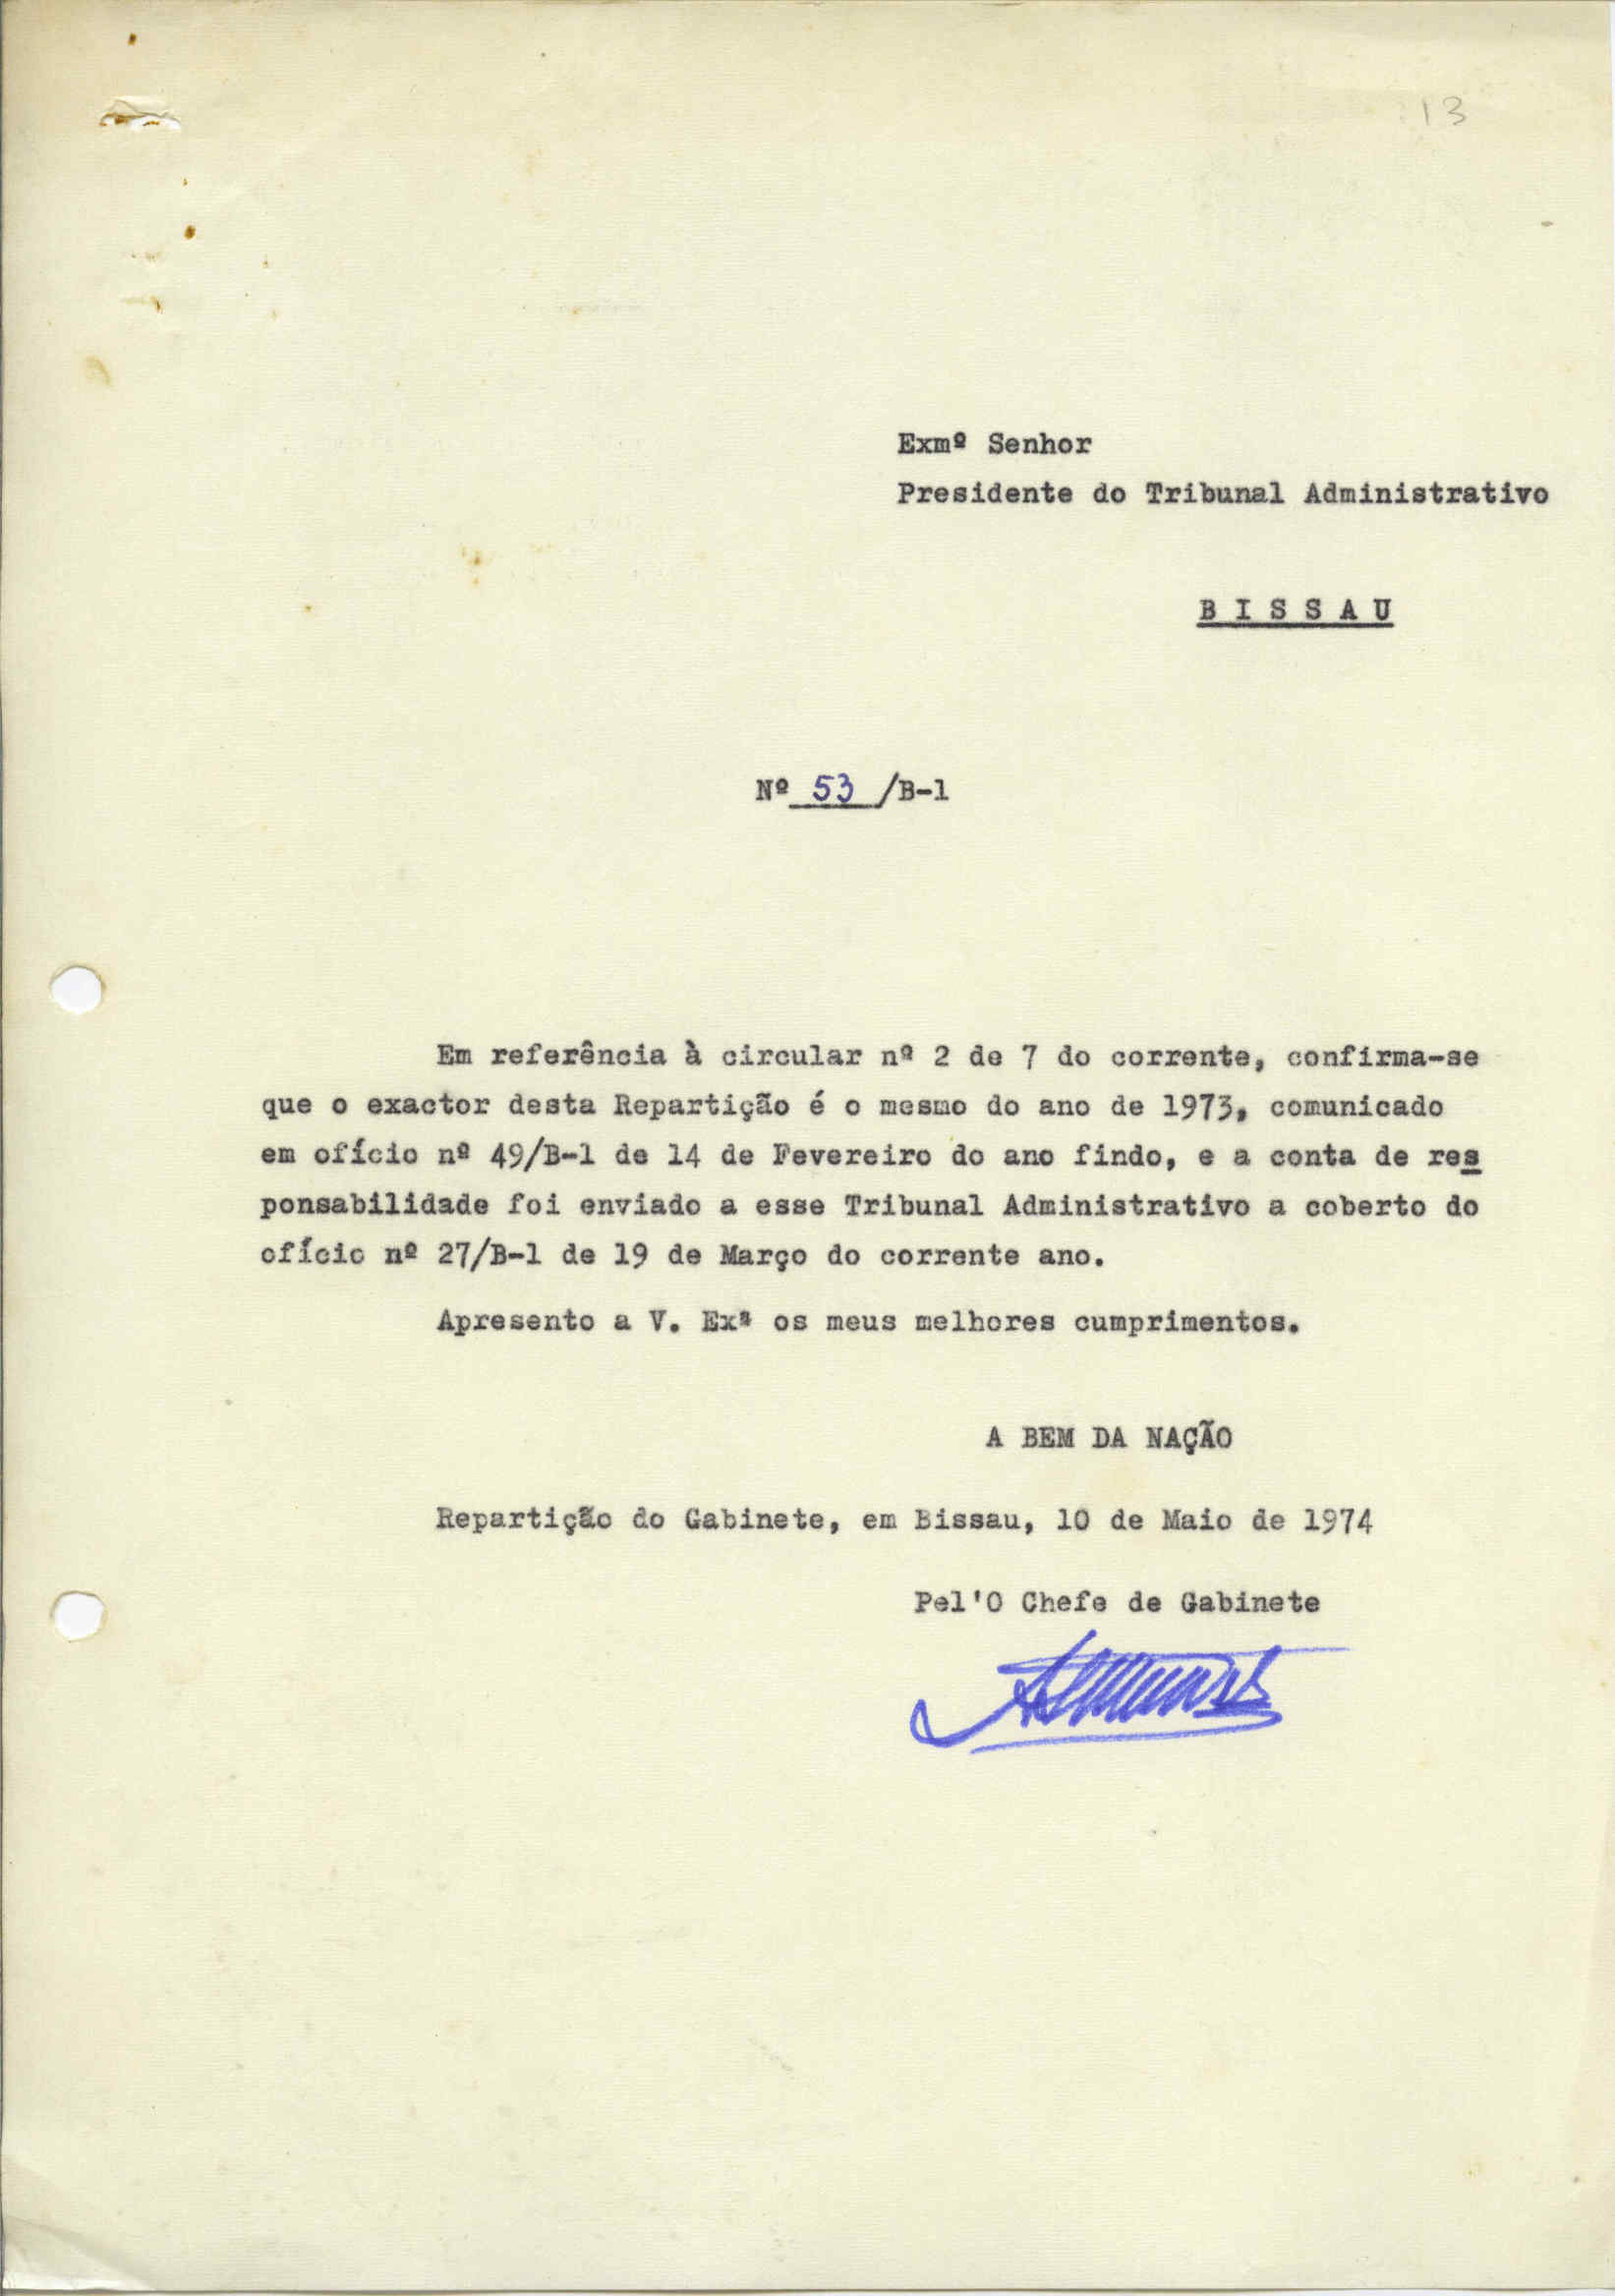 13
Exmº Senhor
Presidente do Tribunal Administrativo
B I S S A U
Nº 53 /B-1
Em referência à circular nº 2 de 7 do corrente, confirma-se
que o exactor desta Repartição é o mesmo do ano de 1973, comunicado
em ofício nº 49/B-1 de 14 de Fevereiro do ano findo, e a conta de res
ponsabilidade foi enviado a esse Tribunal Administrativo a coberto do
ofício nº 27/B-1 de 19 de Março do corrente ano.
Apresento a V. Exª os meus melhores cumprimentos.
A BEM DA NAÇÃO
Repartição do Gabinete, em Bissau, 10 de Maio de 1974
Pel'O Chefe de Gabinete